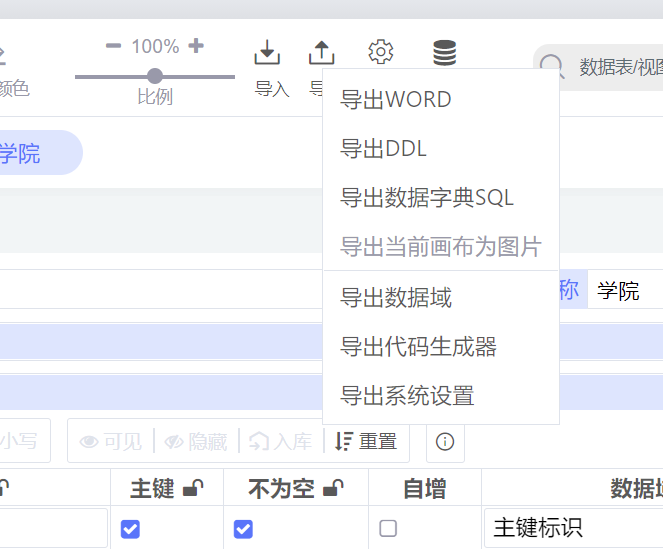 100%
颜色
比例
导入
数据表/视图
导出WORD
导出DDL
导出数据字典SQL
导出当前画布为图片
导出数据域
导出代码生成器
导出系统设置
学院
称 学院
小写 可见 隐藏 入库 重置
主键 不为空 自增 数据域
主键标识